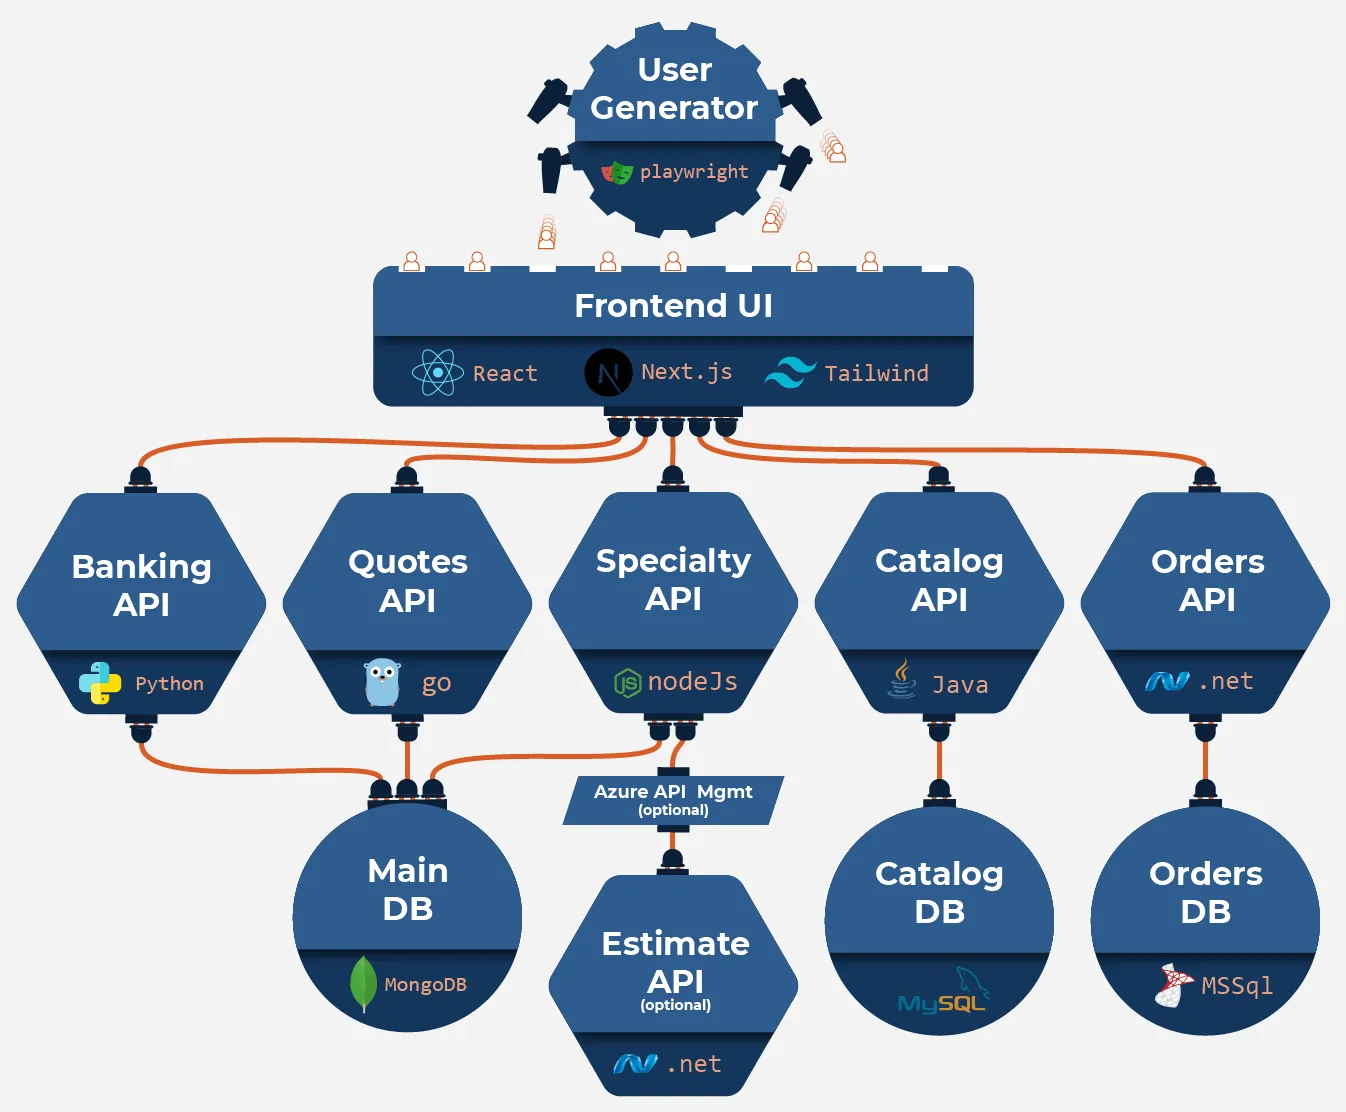 User
Generator
playwright
Frontend UI
React
Next.js
Tailwind
Banking
API
Python
Quotes
API
go
Specialty
API
JS
nodeJs
Catalog
API
Java
Orders
API
.net
Azure API Mgmt
(optional)
Main
DB
MongoDB
Estimate
API
(optional)
.net
Catalog
DB
MySQL
Orders
DB
MSSql